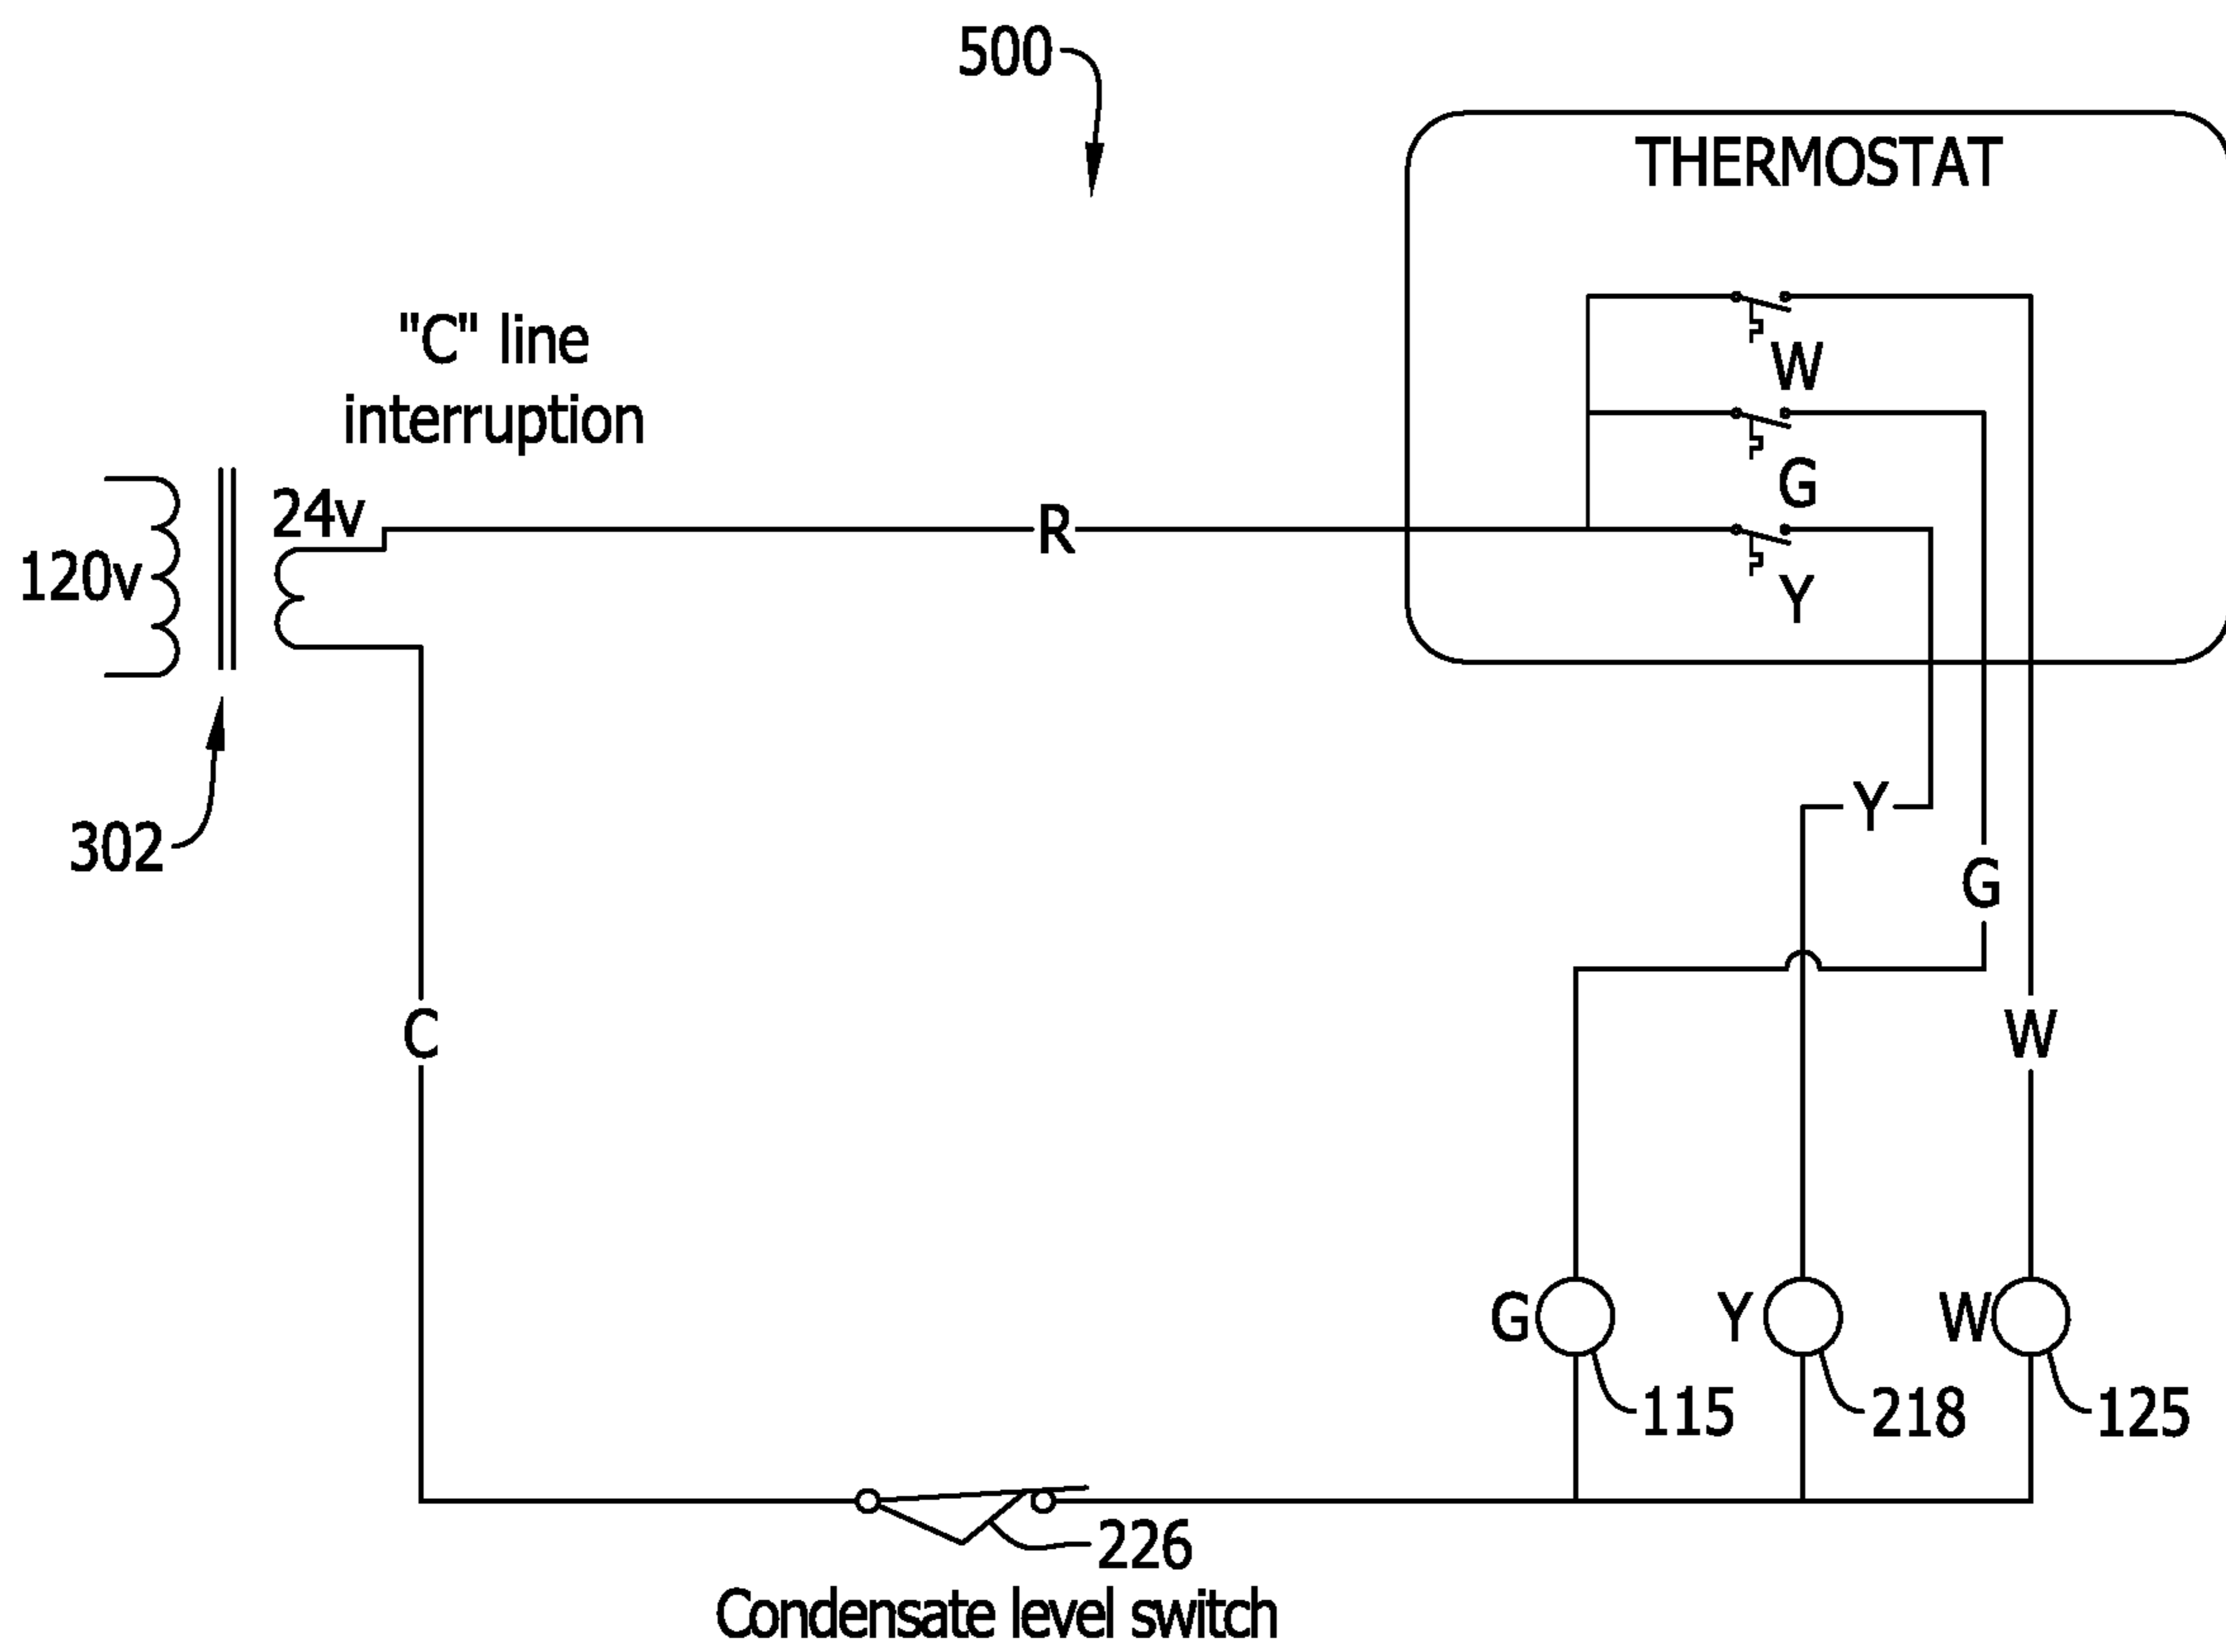 500
THERMOSTAT
"C" line
interruption
W
G
24v
R
120v
Y
Y
302
G
C
W
G
Y
W
115
218
125
226
Condensate level switch